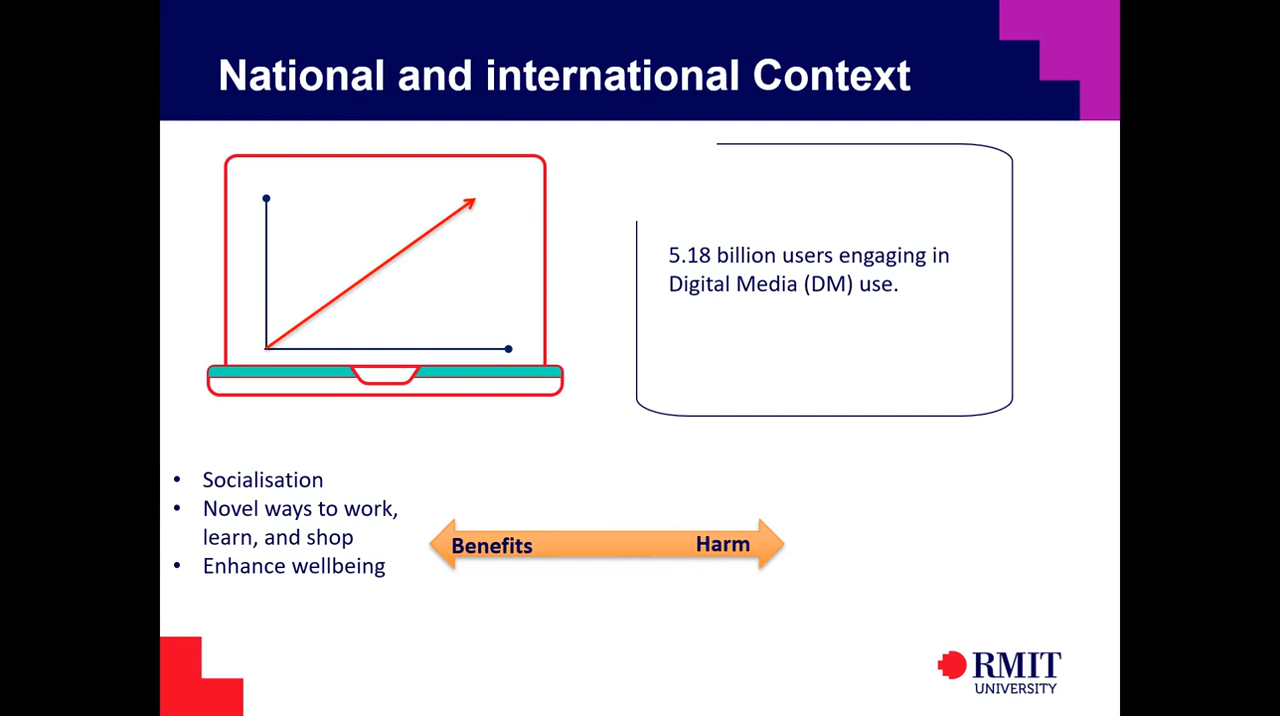 National and international Context
5.18 billion users engaging in
Digital Media (DM) use.
• Socialisation
• Novel ways to work,
learn, and shop
• Enhance wellbeing
Benefits
Harm
RMIT
UNIVERSITY